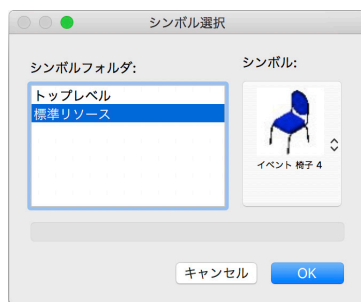 シンボル選択
シンボルフォルダ:
シンボル:
トップレベル
標準リソース
イベント 椅子 4
キャンセル
OK